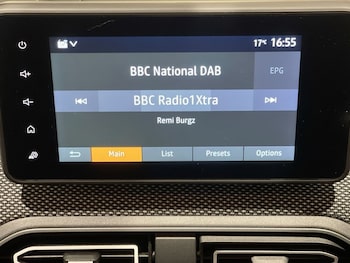 17°C 16:55
BBC National DAB
EPG
BBC Radio1Xtra
Remi Burgz
Main
List
Presets
Options